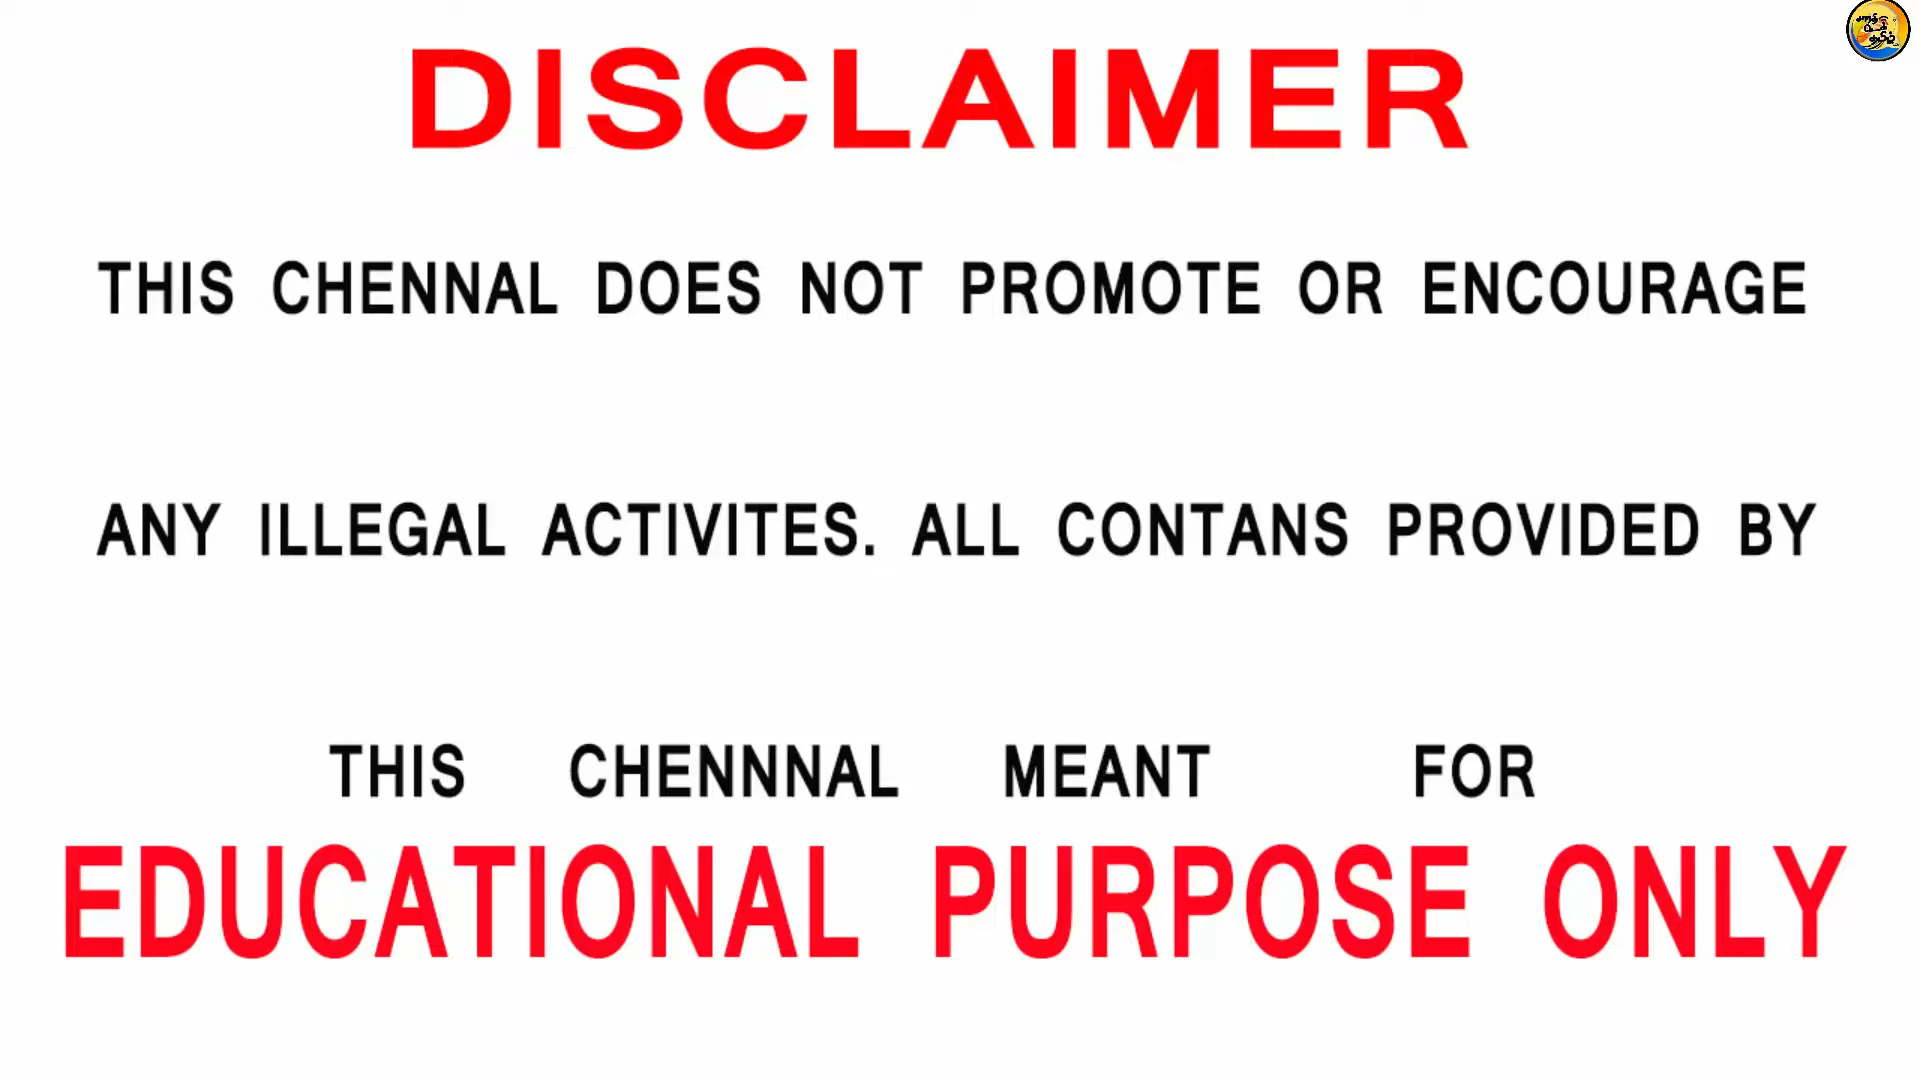 DISCLAIMER
THIS CHENNAL DOES NOT PROMOTE OR ENCOURAGE
ANY ILLEGAL ACTIVITES. ALL CONTANS PROVIDED BY
THIS CHENNNAL MEANT FOR
EDUCATIONAL PURPOSE ONLY